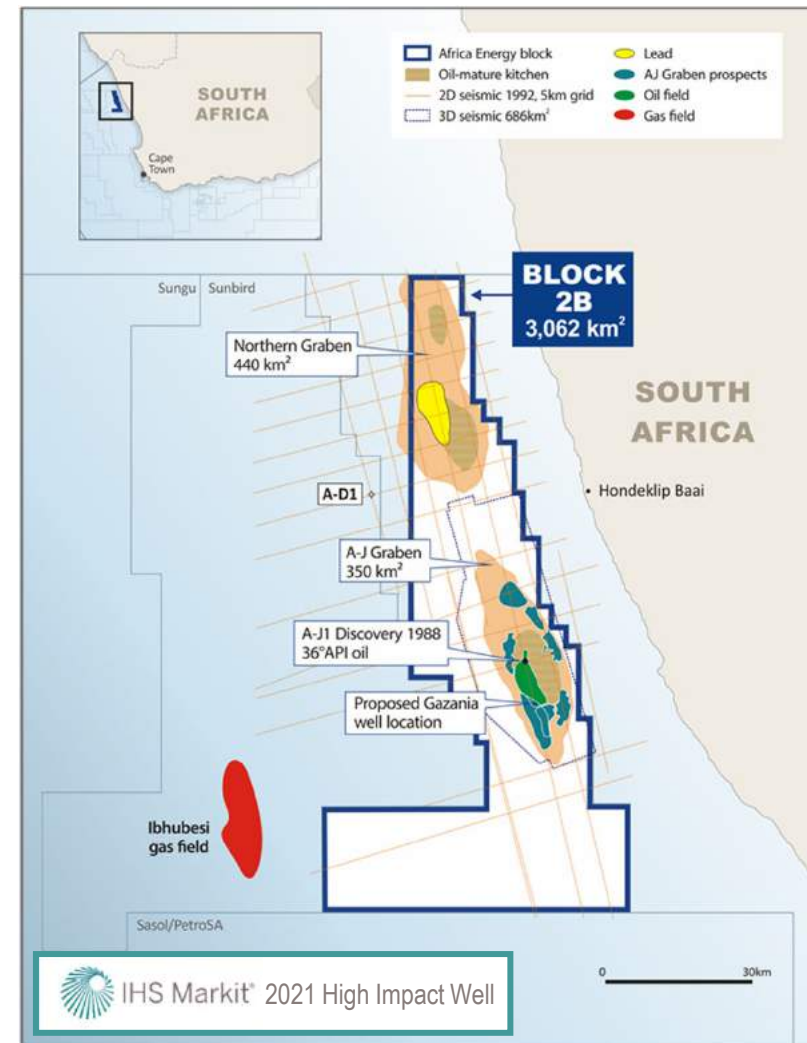 SOUTH
AFRICA
Cape
Town
Africa Energy block
Oil-mature kitchen
2D seismic 1992, 5km grid
3D seismic 686km²
Lead
AJ Graben prospects
Oil field
Gas field
BLOCK
2B
3,062 km²
Sungu
Sunbird
Northern Graben
440 km²
SOUTH
AFRICA
A-D1
Hondeklip Baai
A-J Graben
350 km²
A-J1 Discovery 1988
36°API oil
Proposed Gazania
well location
Ibhubesi
gas field
Sasol/PetroSA
0
30km
IHS Markit® 2021 High Impact Well